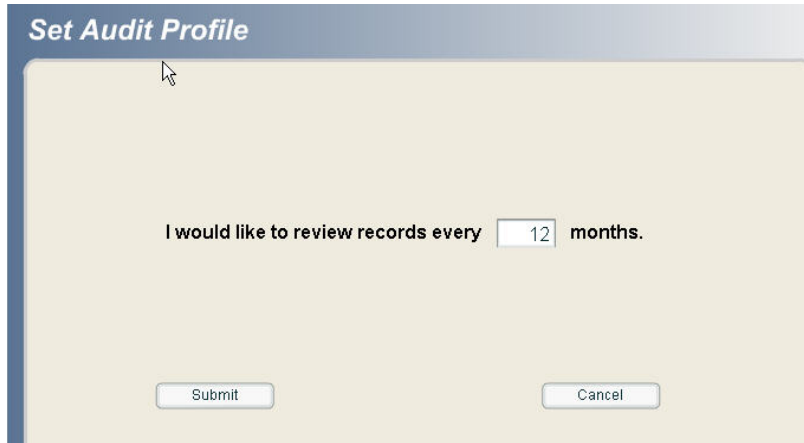 Set Audit Profile
I would like to review records every 12 months.
Submit Cancel